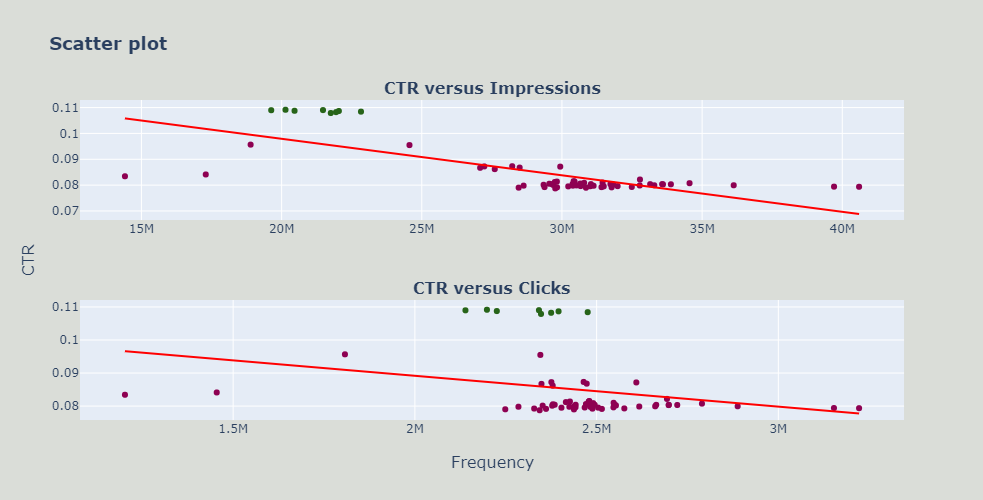 Scatter plot
CTR versus Impressions
0.11
0.1
0.09
0.08
0.07
15M 20M 25M 30M 35M 40M
CTR
CTR versus Clicks
0.11
0.1
0.09
0.08
1.5M 2M 2.5M 3M
Frequency